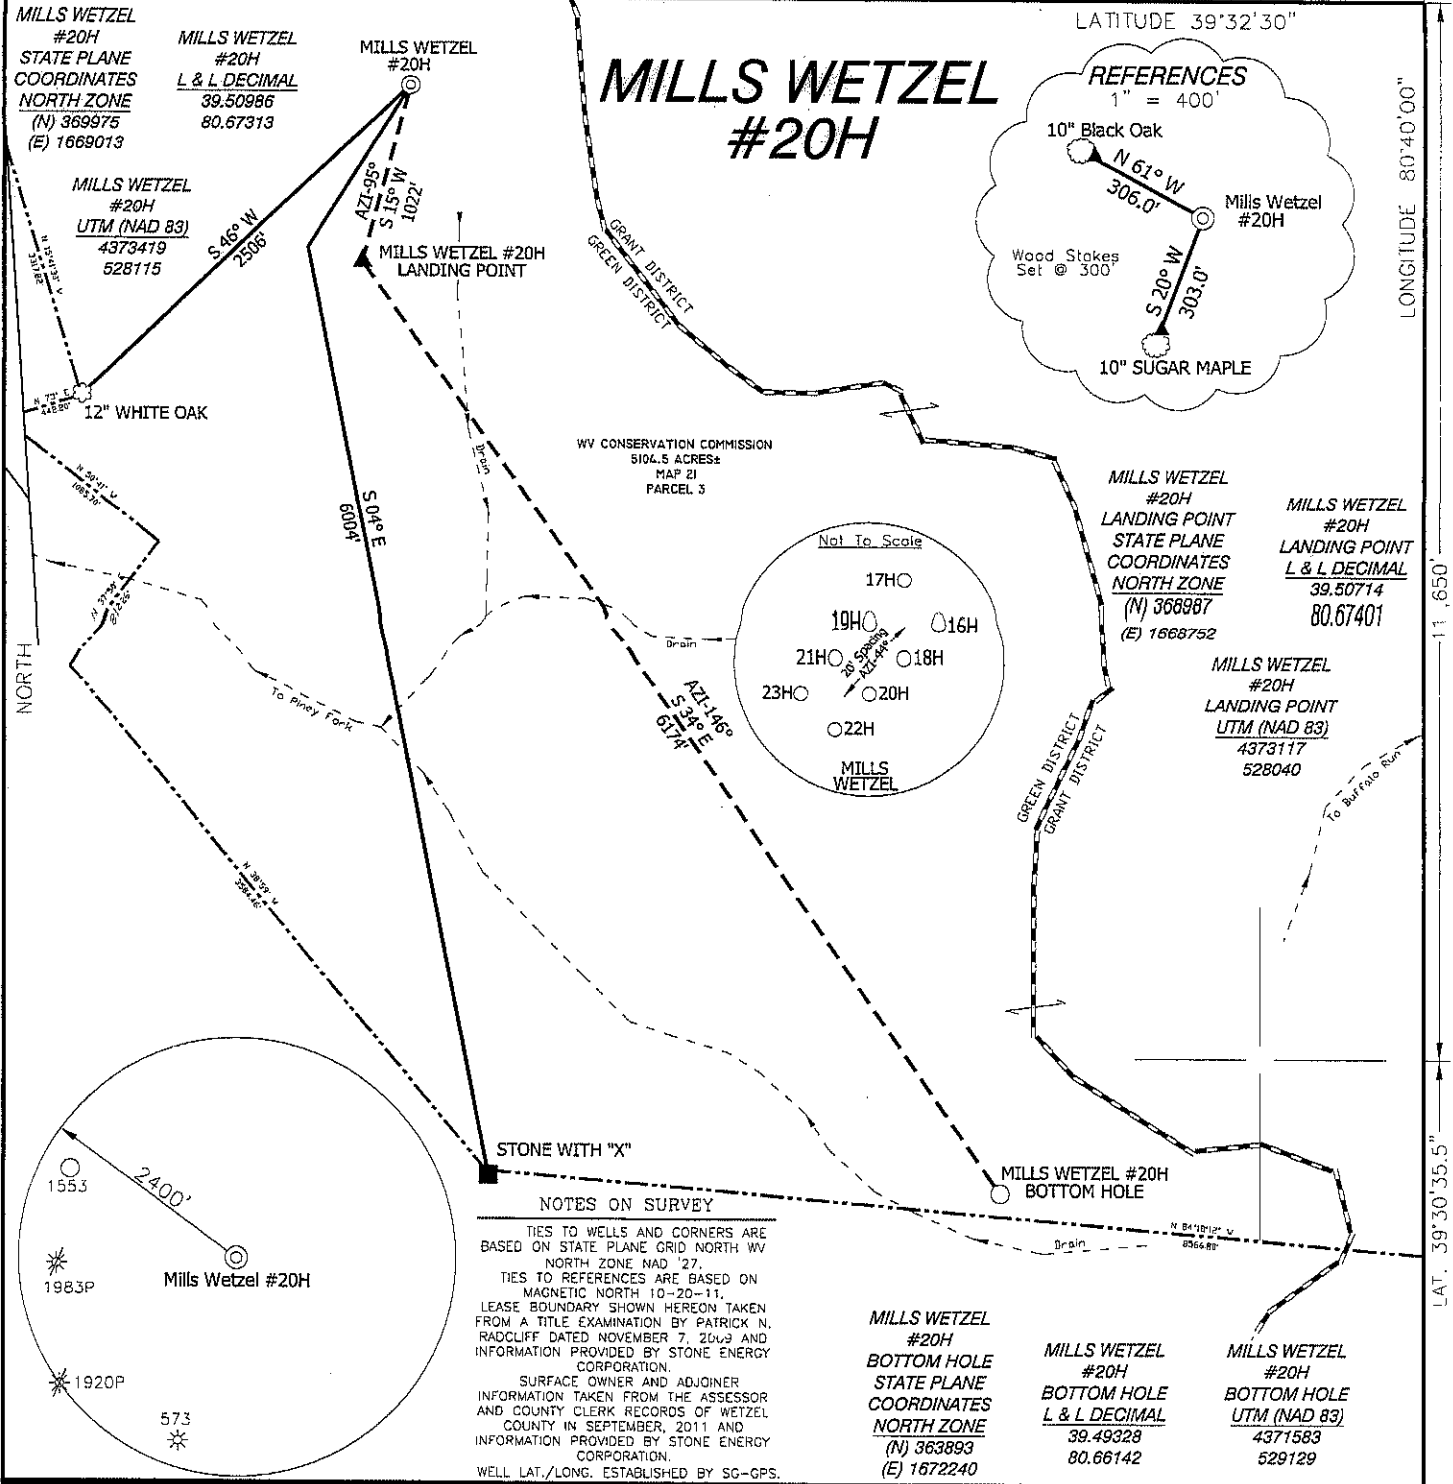 MILLS WETZEL
#20H
STATE PLANE
COORDINATES
NORTH ZONE
(N) 369975
(E) 1669013
MILLS WETZEL
#20H
L & L DECIMAL
39.50986
80.67313
MILLS WETZEL
#20H
UTM (NAD 83)
4373419
528115
MILLS WETZEL
#20H
MILLS WETZEL
#20H
LATITUDE 39°32'30"
REFERENCES
1" = 400'
10" Black Oak
N 61° W
306.0'
Mills Wetzel
#20H
Wood Stakes
Set @ 300'
S 20° W
303.0'
10" SUGAR MAPLE
LONGITUDE 80°40'00"
S 46° W
2506'
AZI-95°
S 15° W
1022'
MILLS WETZEL #20H
LANDING POINT
GRANT DISTRICT
GREEN DISTRICT
12" WHITE OAK
Drain
WV CONSERVATION COMMISSION
5104.5 ACRES±
MAP 21
PARCEL 3
S 04° E
6004'
MILLS WETZEL
#20H
LANDING POINT
STATE PLANE
COORDINATES
NORTH ZONE
(N) 368987
(E) 1668752
MILLS WETZEL
#20H
LANDING POINT
L & L DECIMAL
39.50714
80.67401
MILLS WETZEL
#20H
LANDING POINT
UTM (NAD 83)
4373117
528040
Not To Scale
17H
19H
16H
20' Spacing
AZI-44°
21H
18H
23H
20H
22H
MILLS
WETZEL
Drain
NORTH
To Piney Fork
AZI-146°
S 34° E
6174'
GREEN DISTRICT
GRANT DISTRICT
To Buffalo Run
11,650'
N 38°59' W
3584.46'
STONE WITH "X"
MILLS WETZEL #20H
BOTTOM HOLE
N 84°18'12" W
Drain
LAT. 39°30'35.5"
2400'
1553
1983P
Mills Wetzel #20H
1920P
573
NOTES ON SURVEY
TIES TO WELLS AND CORNERS ARE
BASED ON STATE PLANE GRID NORTH WV
NORTH ZONE NAD '27.
TIES TO REFERENCES ARE BASED ON
MAGNETIC NORTH 10-20-11.
LEASE BOUNDARY SHOWN HEREON TAKEN
FROM A TITLE EXAMINATION BY PATRICK N.
RADCLIFF DATED NOVEMBER 7, 2009 AND
INFORMATION PROVIDED BY STONE ENERGY
CORPORATION.
SURFACE OWNER AND ADJOINER
INFORMATION TAKEN FROM THE ASSESSOR
AND COUNTY CLERK RECORDS OF WETZEL
COUNTY IN SEPTEMBER, 2011 AND
INFORMATION PROVIDED BY STONE ENERGY
CORPORATION.
WELL LAT./LONG. ESTABLISHED BY SG-GPS.
MILLS WETZEL
#20H
BOTTOM HOLE
STATE PLANE
COORDINATES
NORTH ZONE
(N) 363893
(E) 1672240
MILLS WETZEL
#20H
BOTTOM HOLE
L & L DECIMAL
39.49328
80.66142
MILLS WETZEL
#20H
BOTTOM HOLE
UTM (NAD 83)
4371583
529129